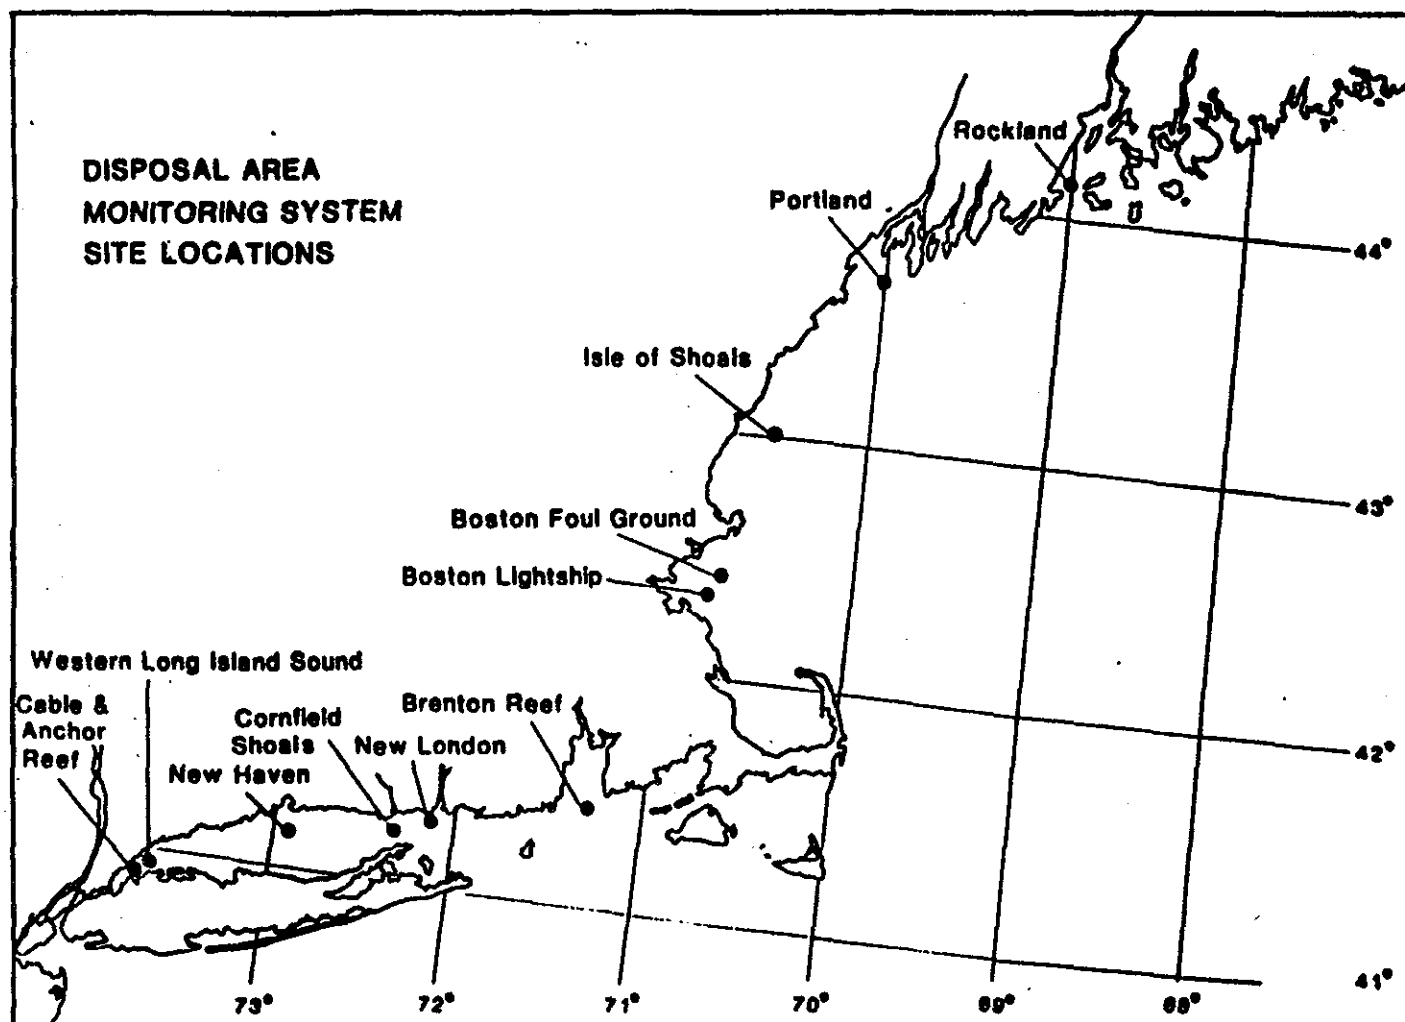 DISPOSAL AREA
MONITORING SYSTEM
SITE LOCATIONS
Rockland
Portland
44°
Isle of Shoals
43°
Boston Foul Ground
Boston Lightship
Western Long Island Sound
Cable &
Anchor
Reef
Cornfield
Shoals
Brenton Reef
New London
New Haven
42°
41°
73°
72°
71°
70°
69°
68°